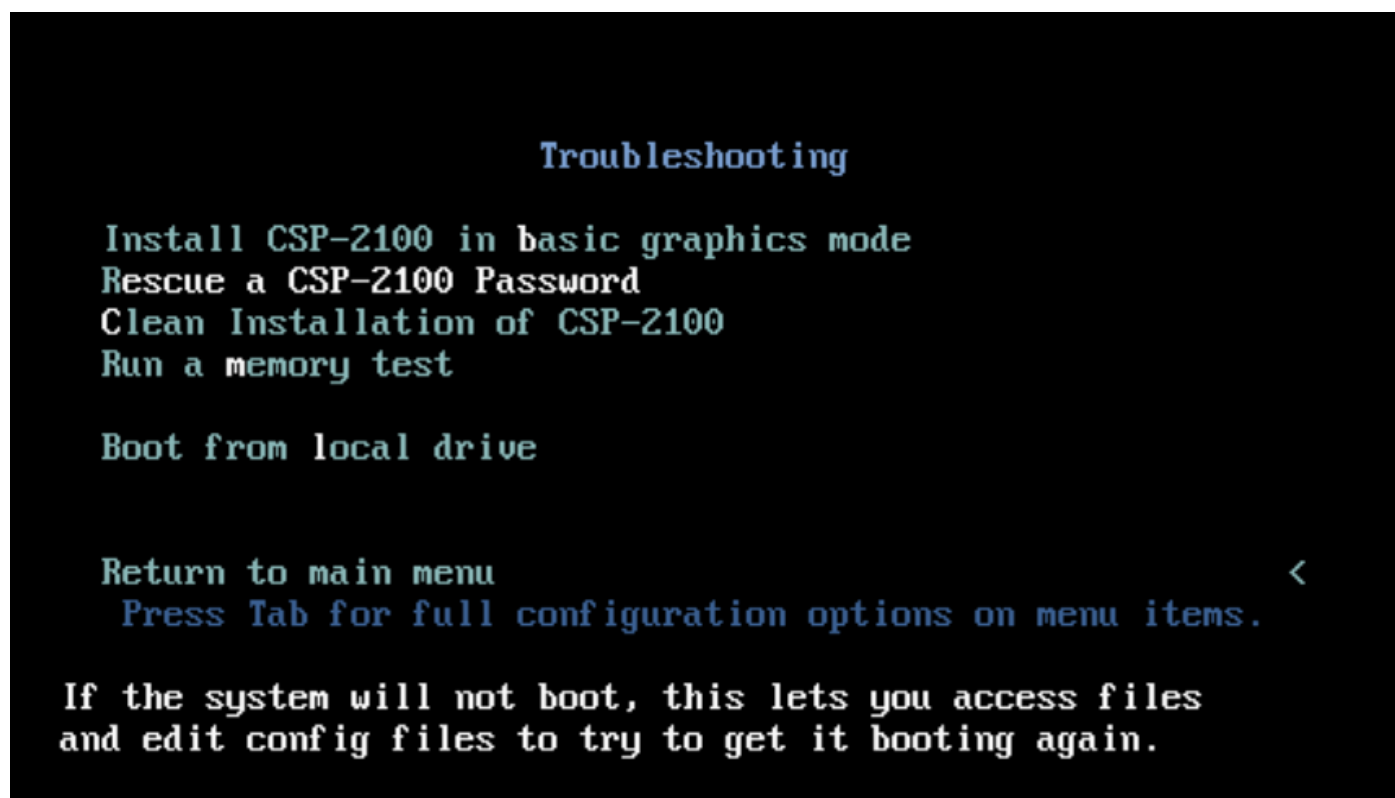 Troubleshooting
Install CSP-2100 in basic graphics mode
Rescue a CSP-2100 Password
Clean Installation of CSP-2100
Run a memory test
Boot from local drive
Return to main menu <
Press Tab for full configuration options on menu items.
If the system will not boot, this lets you access files
and edit config files to try to get it booting again.